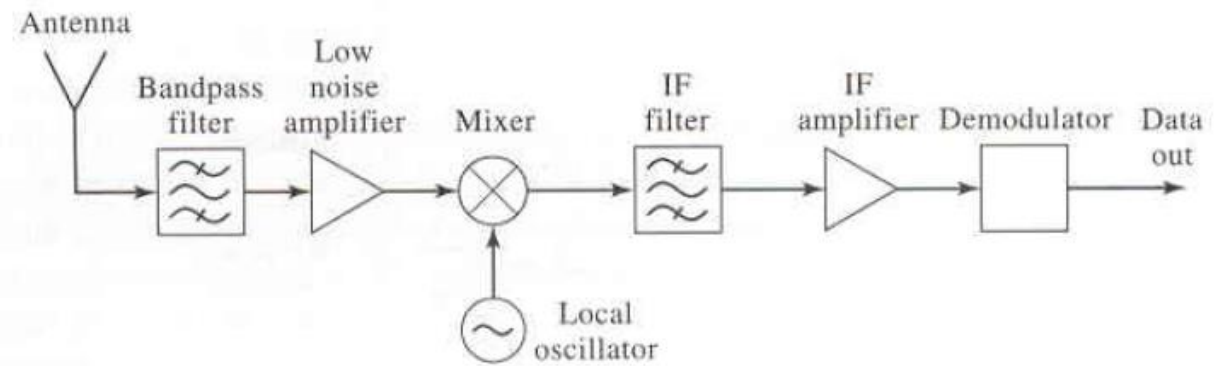 Antenna
Bandpass
filter
Low
noise
amplifier
Mixer
IF
filter
IF
amplifier
Demodulator
Data
out
Local
oscillator